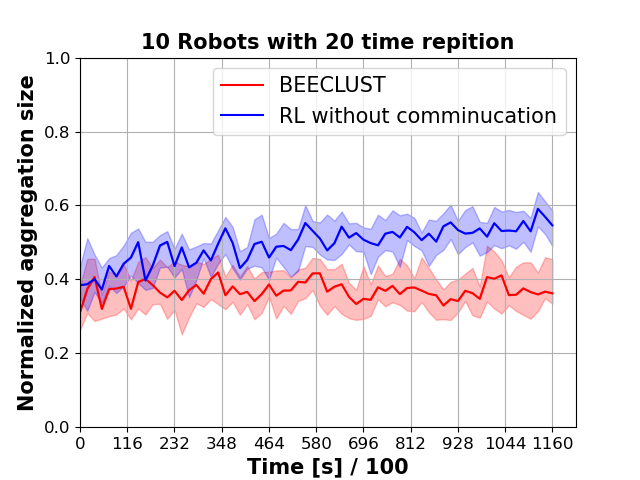 10 Robots with 20 time repition
BEECLUST
RL without comminucation
Normalized aggregation size
1.0
0.8
0.6
0.4
0.2
0.0
0 116 232 348 464 580 696 812 928 1044 1160
Time [s] / 100